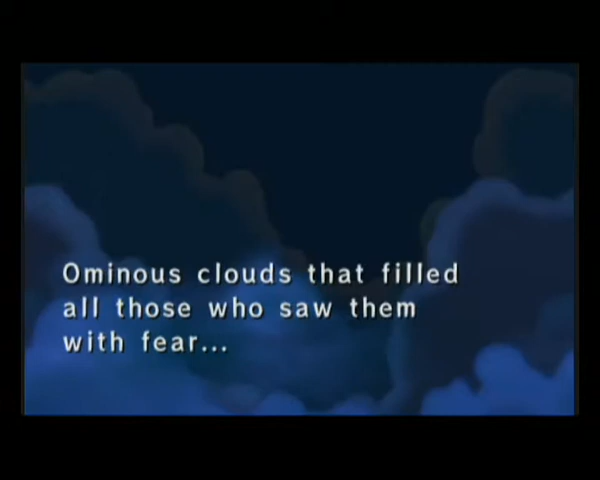 Ominous clouds that filled
all those who saw them
with fear...